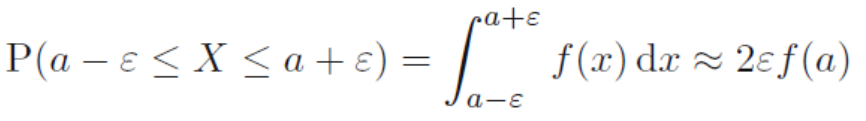 P(a − ε ≤ X ≤ a + ε) = ∫_{a−ε}^{a+ε} f(x) dx ≈ 2εf(a)